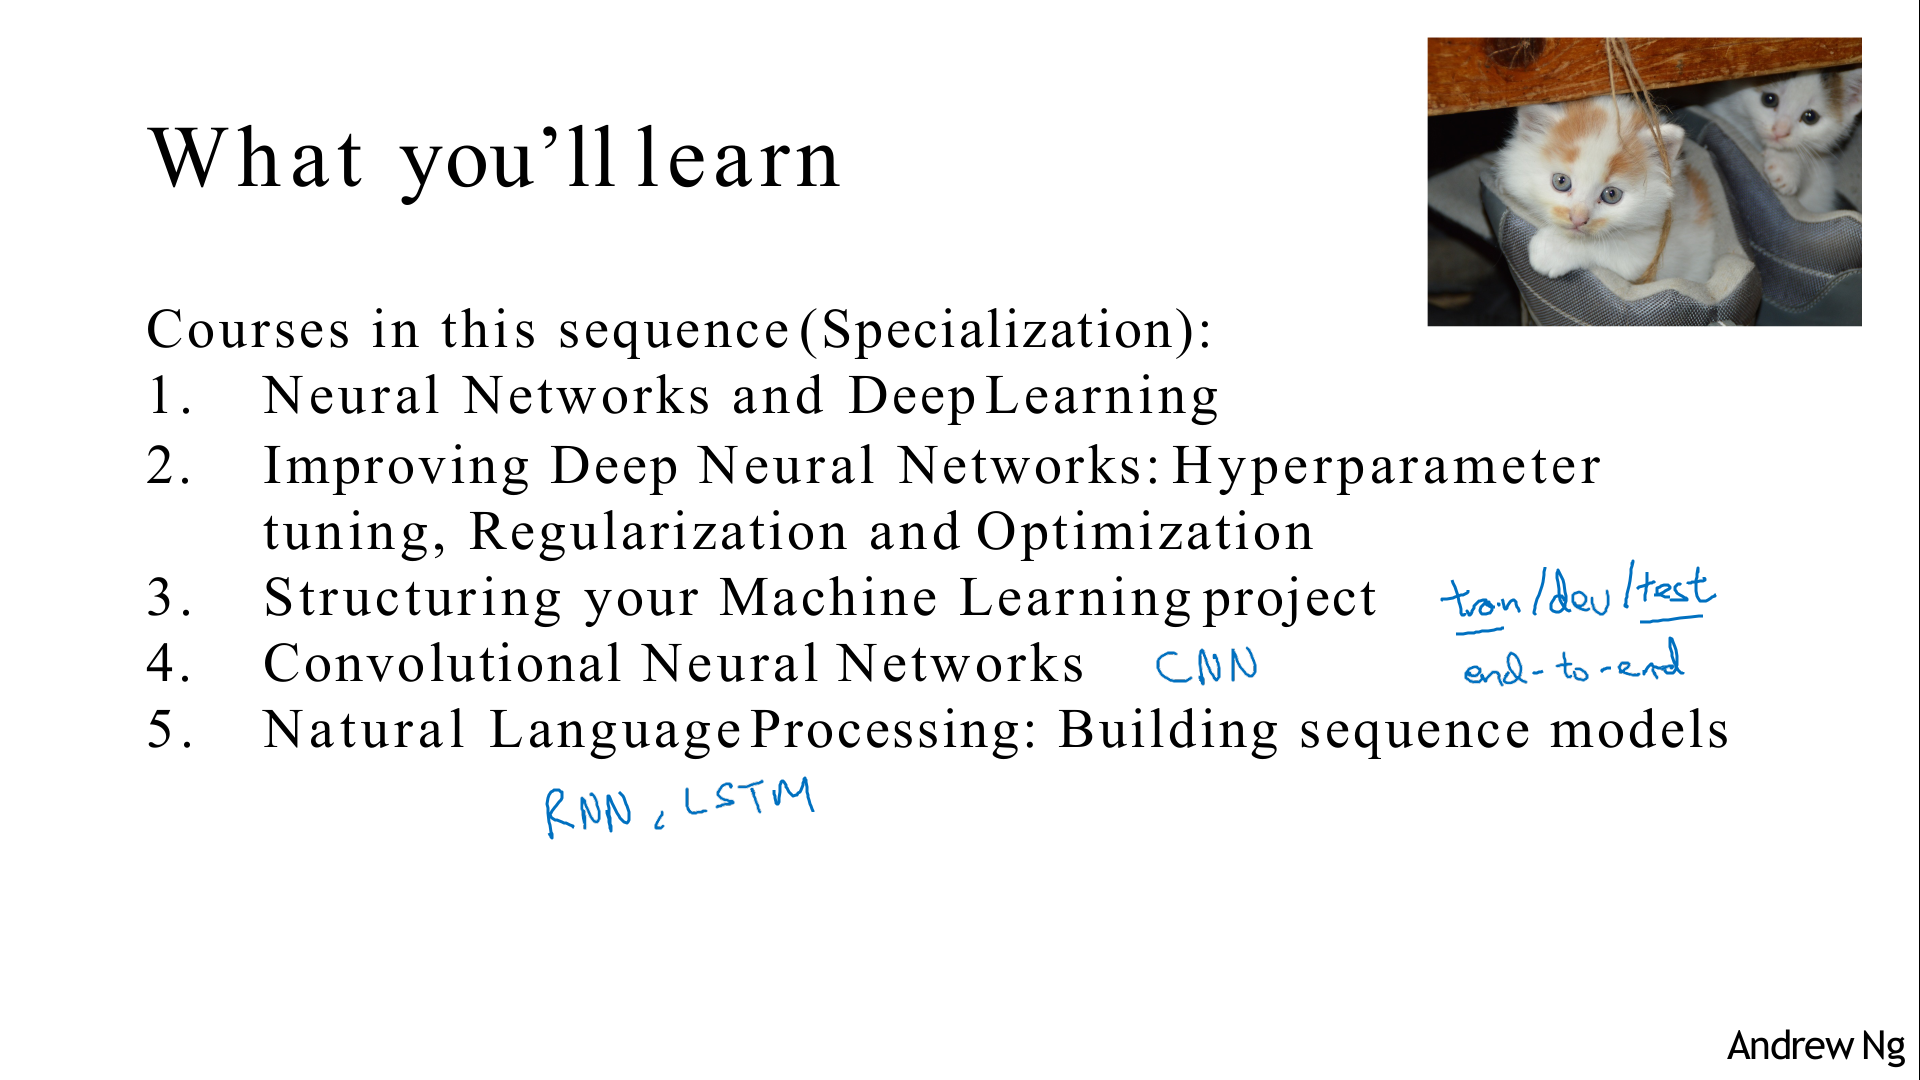 What you’ll learn
Courses in this sequence (Specialization):
1. Neural Networks and Deep Learning
2. Improving Deep Neural Networks: Hyperparameter
tuning, Regularization and Optimization
3. Structuring your Machine Learning project train/dev/test
4. Convolutional Neural Networks CNN end-to-end
5. Natural Language Processing: Building sequence models
RNN, LSTM
Andrew Ng